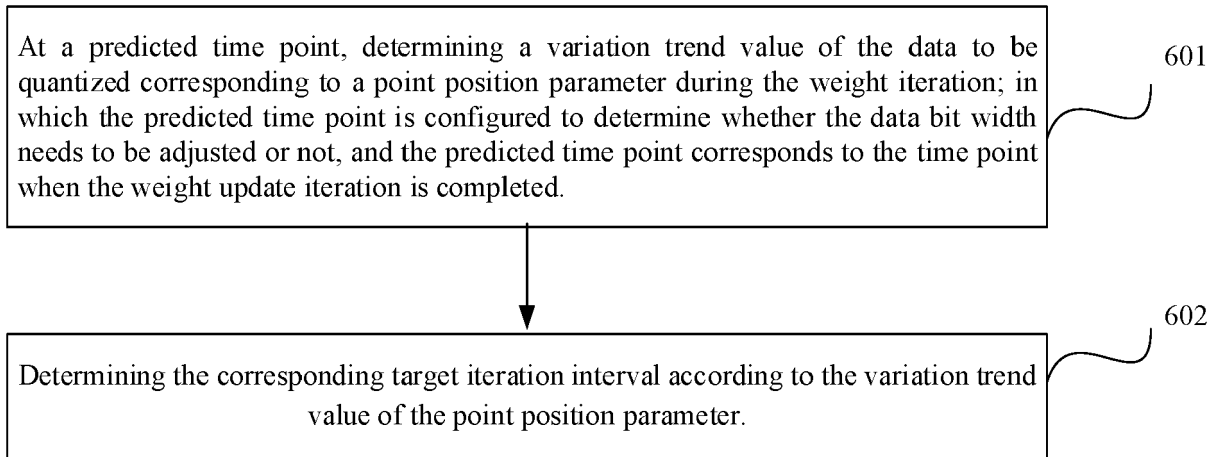 At a predicted time point, determining a variation trend value of the data to be
quantized corresponding to a point position parameter during the weight iteration; in
which the predicted time point is configured to determine whether the data bit width
needs to be adjusted or not, and the predicted time point corresponds to the time point
when the weight update iteration is completed.
601
Determining the corresponding target iteration interval according to the variation trend
value of the point position parameter.
602